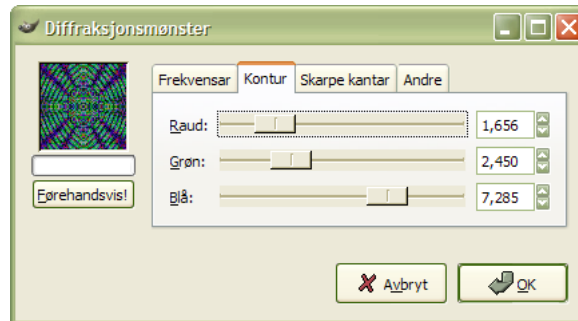 Diffraksjonsmønster
Frekvensar Kontur Skarpe kantar Andre
Raud: 1,656
Grøn: 2,450
Blå: 7,285
Førehandsvis!
Avbryt OK